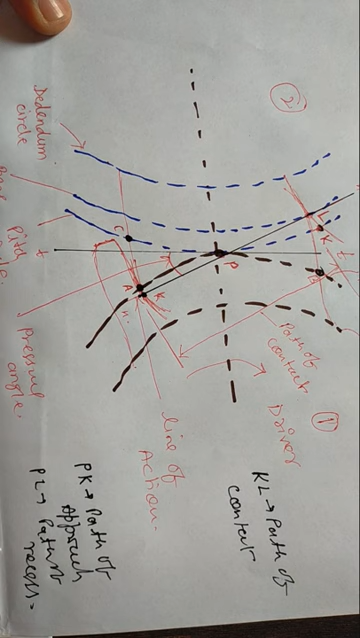 2
Dedendum
circle
Pitch
Pressure
angle.
C
P
A
K
L
K
B
Path of
contact.
Driver
1
line of
Action.
KL → Path of
contact
PK → Path of
Approach
PL → Path
recess